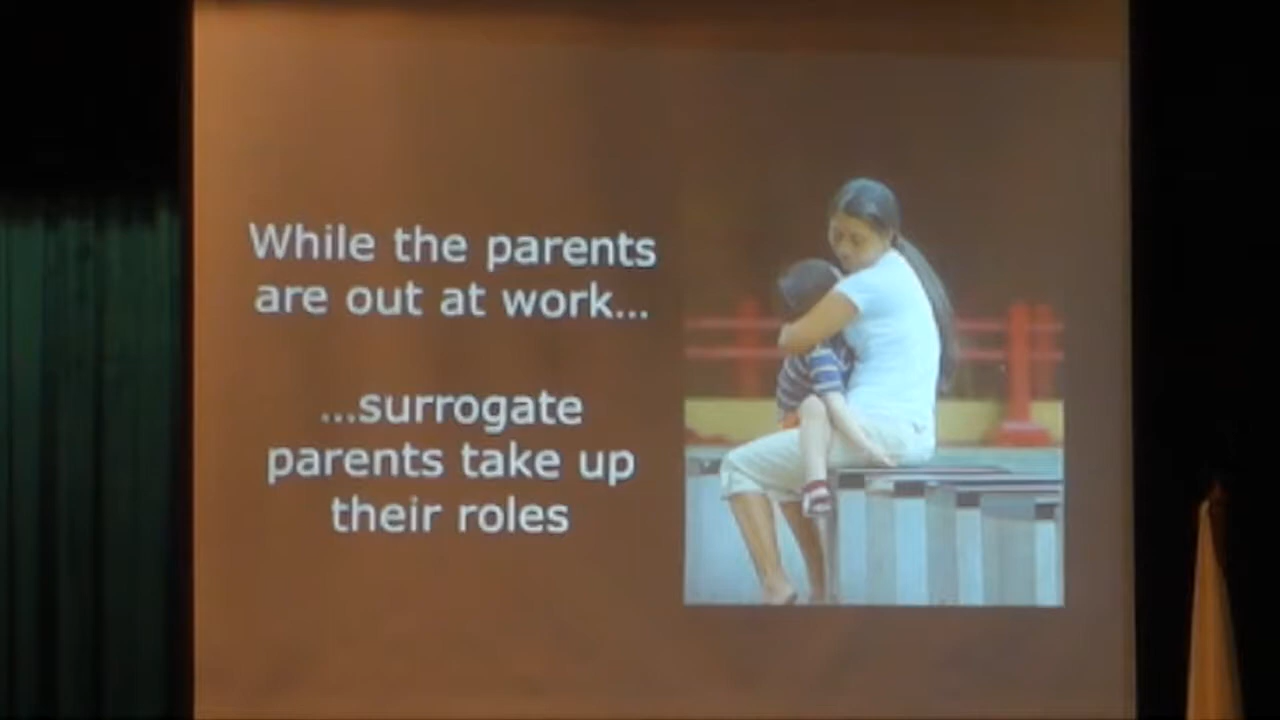 While the parents
are out at work...
...surrogate
parents take up
their roles